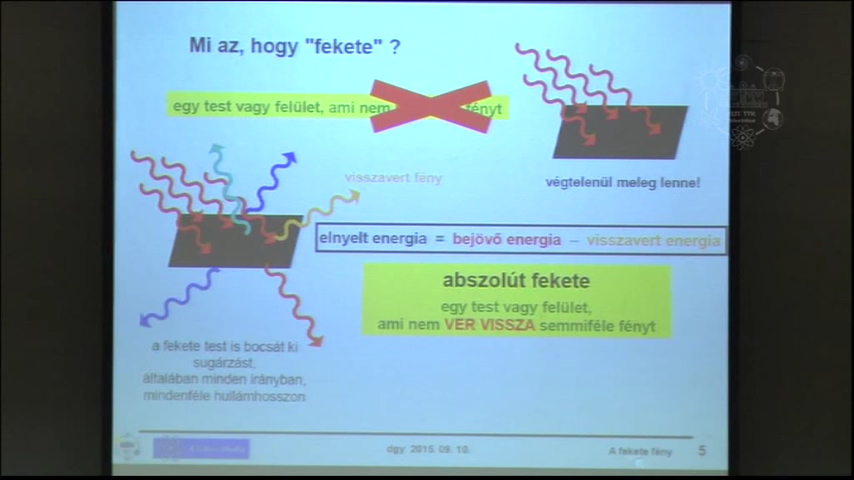 Mi az, hogy "fekete" ?
egy test vagy felület, ami nem fényt
végtelenül meleg lenne!
visszavert fény
elnyelt energia = bejövő energia – visszavert energia
abszolút fekete
egy test vagy felület,
ami nem VER VISSZA semmiféle fényt
a fekete test is bocsát ki
sugárzást,
általában minden irányban,
mindenféle hullámhosszon
dgy 2015. 09. 10.
A fekete fény
5